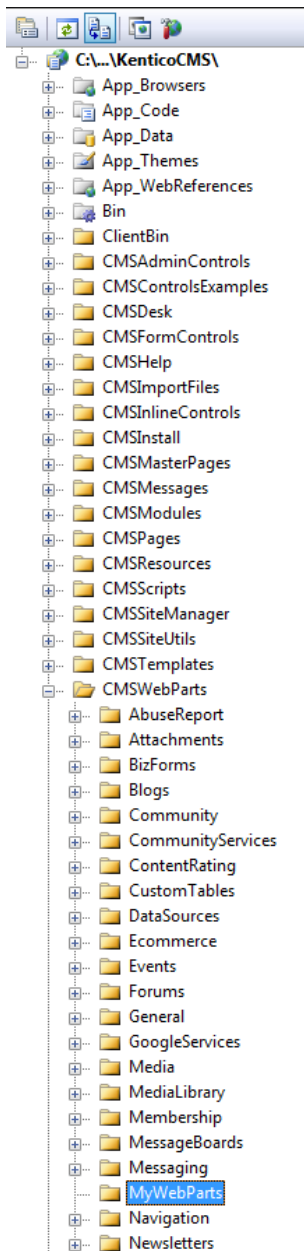 C:\...\KenticoCMS\
App_Browsers
App_Code
App_Data
App_Themes
App_WebReferences
Bin
ClientBin
CMSAdminControls
CMSControlsExamples
CMSDesk
CMSFormControls
CMSHelp
CMSImportFiles
CMSInlineControls
CMSInstall
CMSMasterPages
CMSMessages
CMSModules
CMSPages
CMSResources
CMSScripts
CMSSiteManager
CMSSiteUtils
CMSTemplates
CMSWebParts
AbuseReport
Attachments
BizForms
Blogs
Community
CommunityServices
ContentRating
CustomTables
DataSources
Ecommerce
Events
Forums
General
GoogleServices
Media
MediaLibrary
Membership
MessageBoards
Messaging
MyWebParts
Navigation
Newsletters